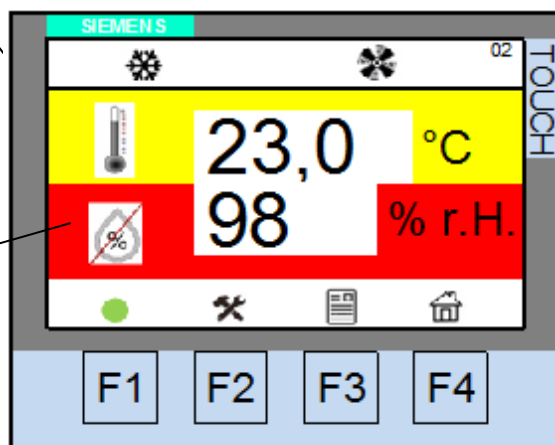 SIEMENS
02
TOUCH
23,0 °C
98 % r.H.
%
F1 F2 F3 F4